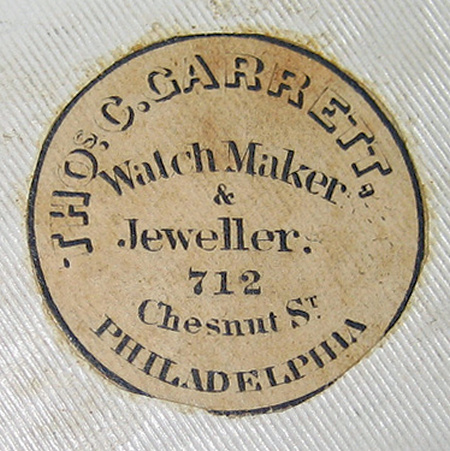 THOS. C. GARRETT,
Watch Maker
&
Jeweller.
712
Chesnut ST.
PHILADELPHIA